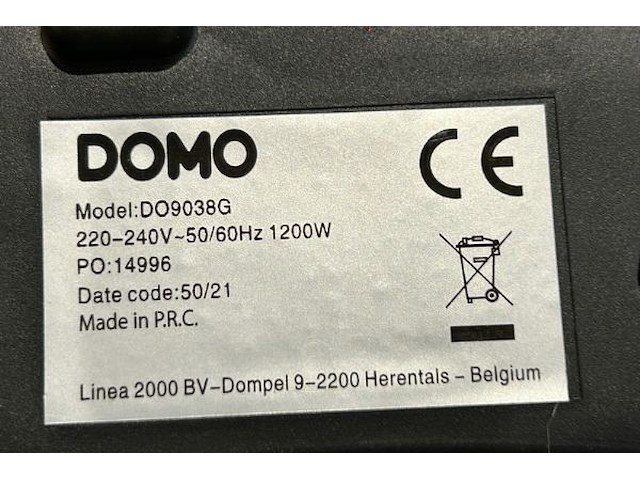 DOMO
CE
Model:DO9038G
220-240V~50/60Hz 1200W
PO:14996
Date code:50/21
Made in P.R.C.
Linea 2000 BV-Dompel 9-2200 Herentals - Belgium